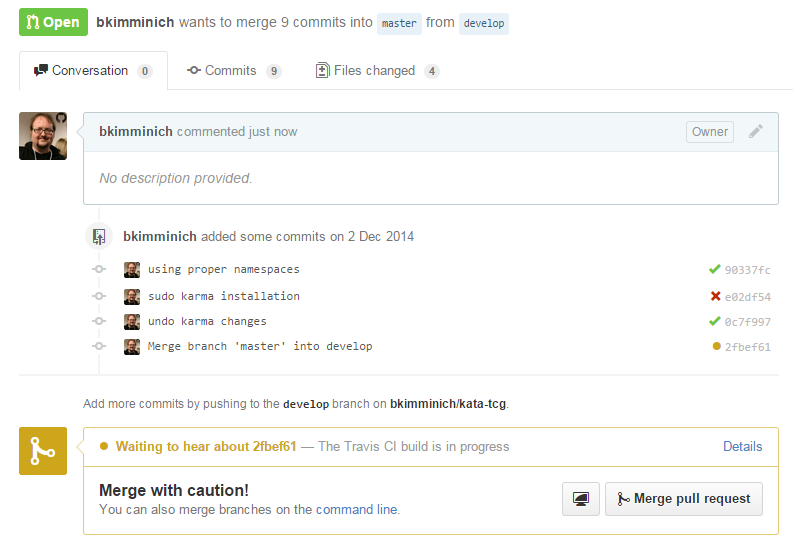 Open bkimminich wants to merge 9 commits into master from develop
Conversation 0 Commits 9 Files changed 4
bkimminich commented just now Owner
No description provided.
bkimminich added some commits on 2 Dec 2014
using proper namespaces 90337fc
sudo karma installation e02df54
undo karma changes 0c7f997
Merge branch 'master' into develop 2fbef61
Add more commits by pushing to the develop branch on bkimminich/kata-tcg.
Waiting to hear about 2fbef61 — The Travis CI build is in progress Details
Merge with caution!
You can also merge branches on the command line.
Merge pull request